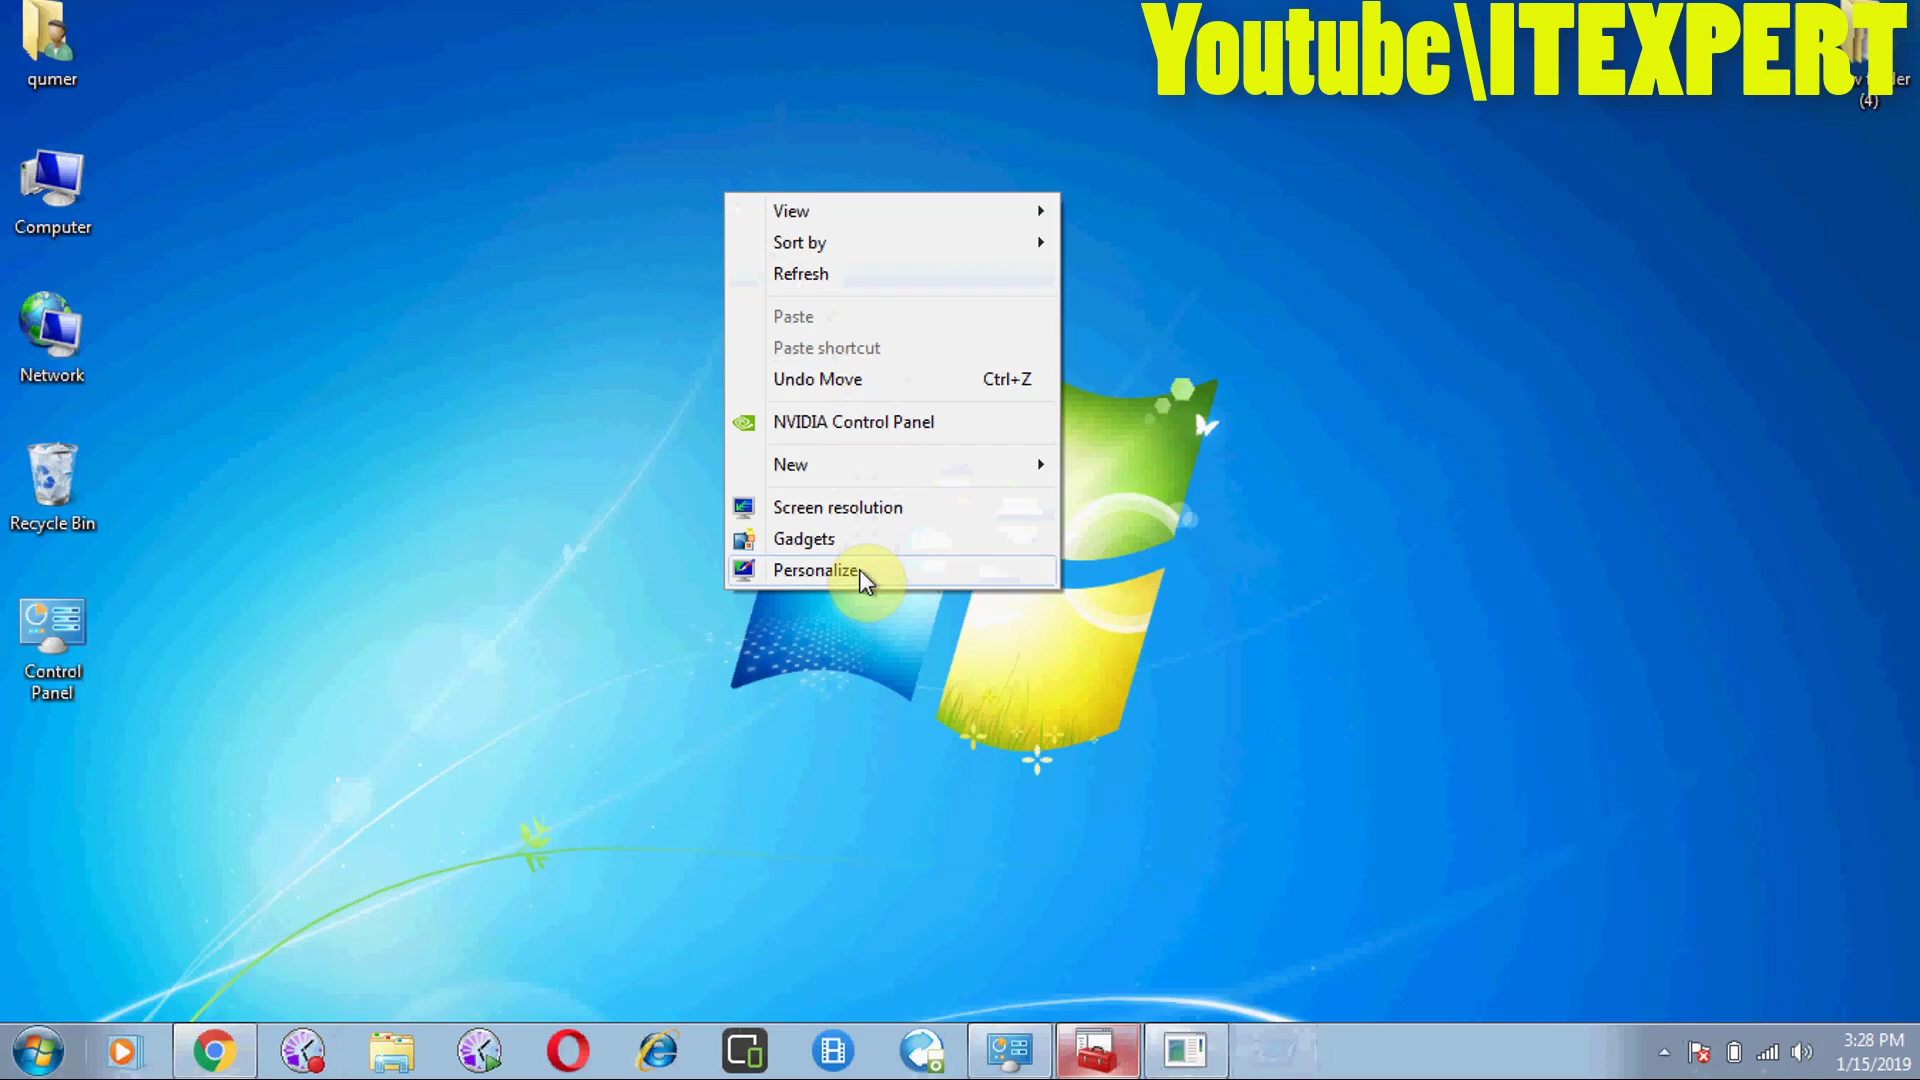 Youtube\ITEXPERT
qumer
(4)
Computer
Network
Recycle Bin
Control
Panel
View
Sort by
Refresh
Paste
Paste shortcut
Undo Move Ctrl+Z
NVIDIA Control Panel
New
Screen resolution
Gadgets
Personalize
3:28 PM
1/15/2019